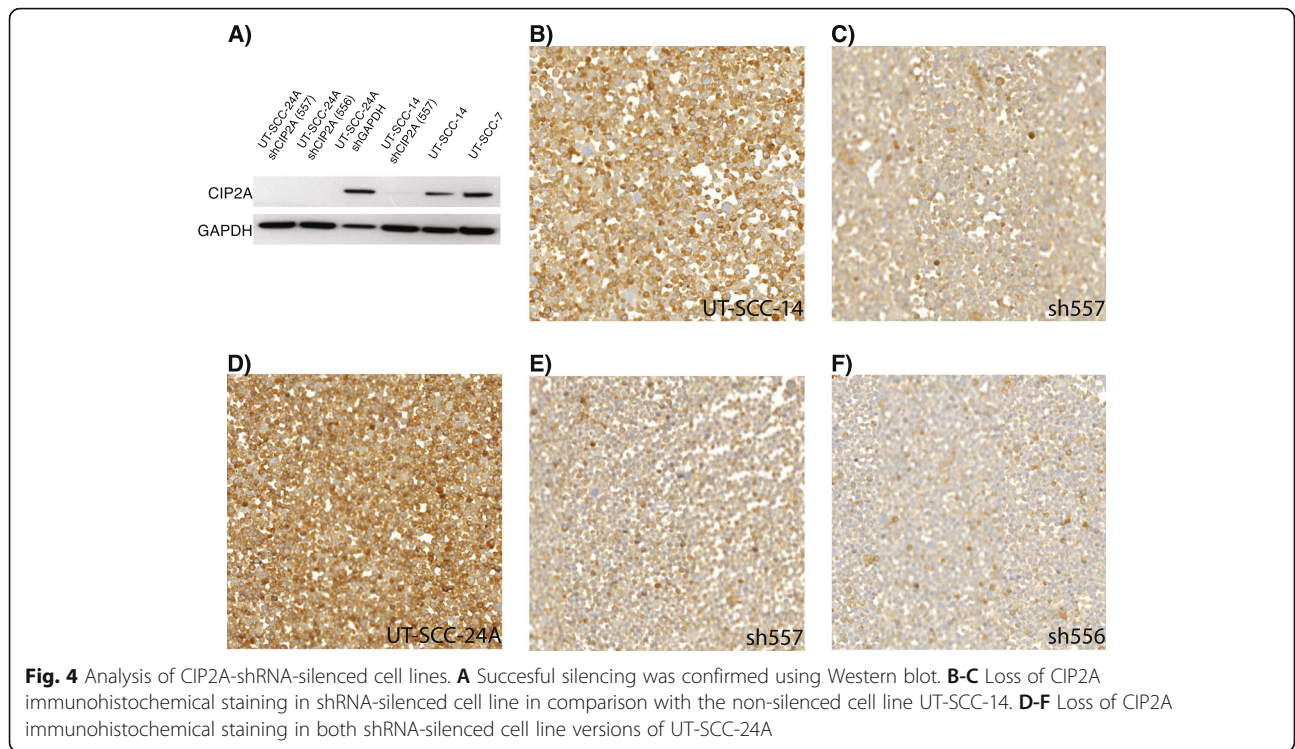 A)
B)
C)
UT-SCC-24A
shCIP2A (557)
UT-SCC-24A
shCIP2A (556)
UT-SCC-24A
shGAPDH
UT-SCC-14
shCIP2A (557)
UT-SCC-14
UT-SCC-7
CIP2A
GAPDH
UT-SCC-14
sh557
D)
E)
F)
UT-SCC-24A
sh557
sh556
Fig. 4 Analysis of CIP2A-shRNA-silenced cell lines. A Succesful silencing was confirmed using Western blot. B-C Loss of CIP2A
immunohistochemical staining in shRNA-silenced cell line in comparison with the non-silenced cell line UT-SCC-14. D-F Loss of CIP2A
immunohistochemical staining in both shRNA-silenced cell line versions of UT-SCC-24A